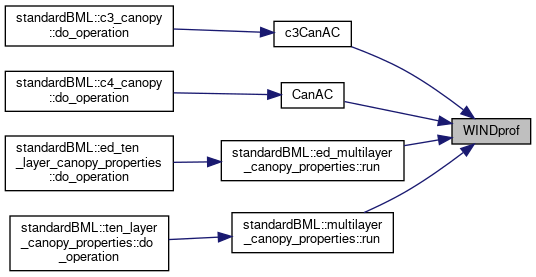 standardBML::c3_canopy
::do_operation
c3CanAC
standardBML::c4_canopy
::do_operation
CanAC
WINDprof
standardBML::ed_ten
_layer_canopy_properties
::do_operation
standardBML::ed_multilayer
_canopy_properties::run
standardBML::ten_layer
_canopy_properties::do
_operation
standardBML::multilayer
_canopy_properties::run